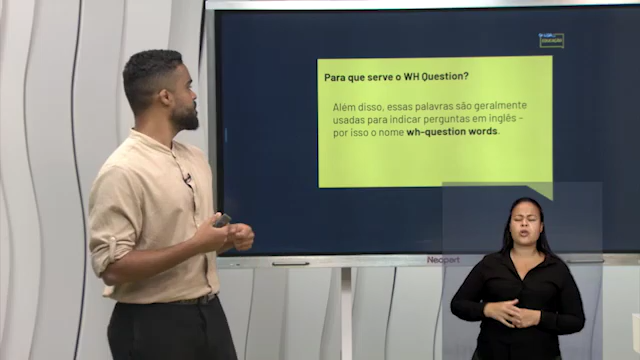 Para que serve o WH Question?
Além disso, essas palavras são geralmente
usadas para indicar perguntas em inglês –
por isso o nome wh-question words.
Neopert